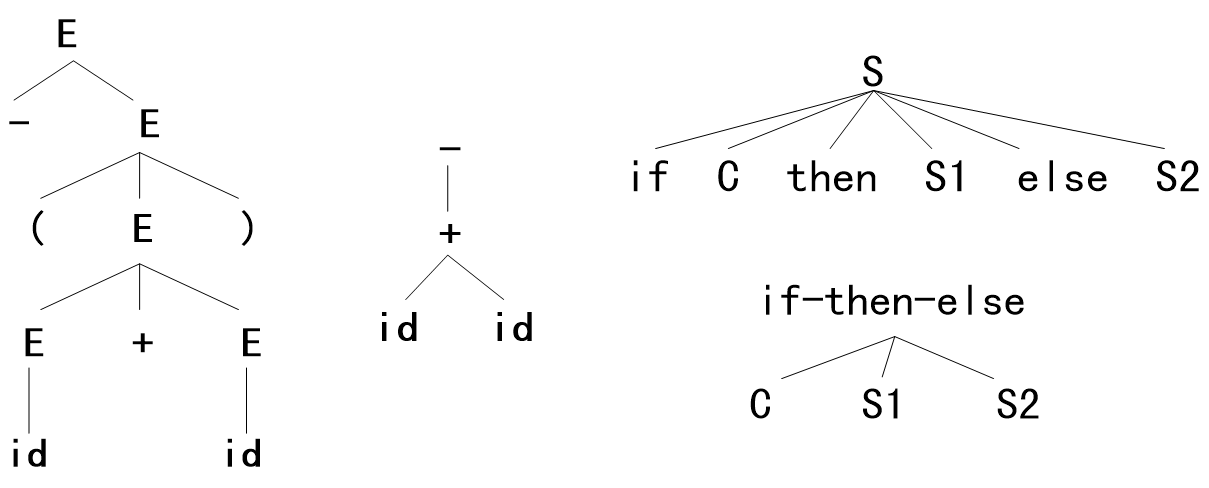 E
- E
( E )
E + E
id id
-
+
id id
S
if C then S1 else S2
if-then-else
C S1 S2